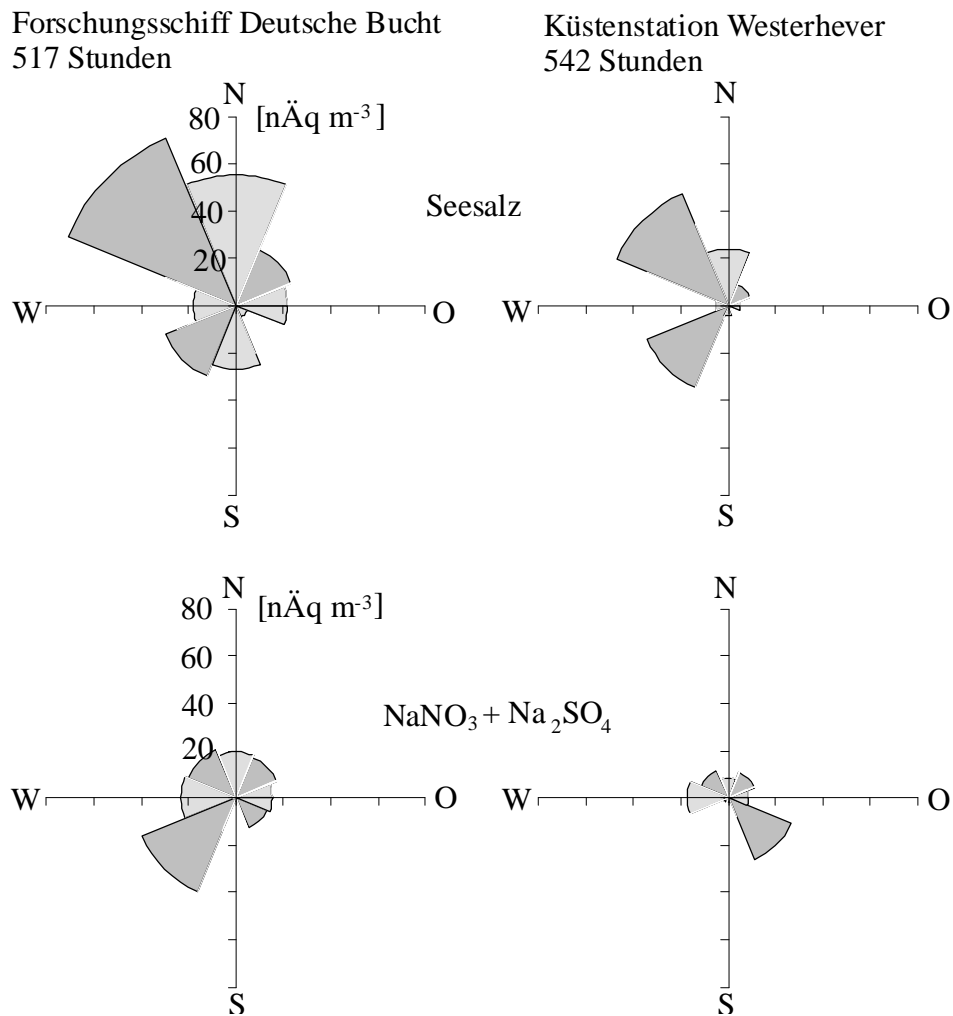 Forschungsschiff Deutsche Bucht
517 Stunden
Küstenstation Westerhever
542 Stunden
N
80
[nÄq m-3]
60
40
20
W
O
S
Seesalz
N
W
O
S
N
80
[nÄq m-3]
60
40
20
W
O
S
NaNO3 + Na2SO4
N
W
O
S